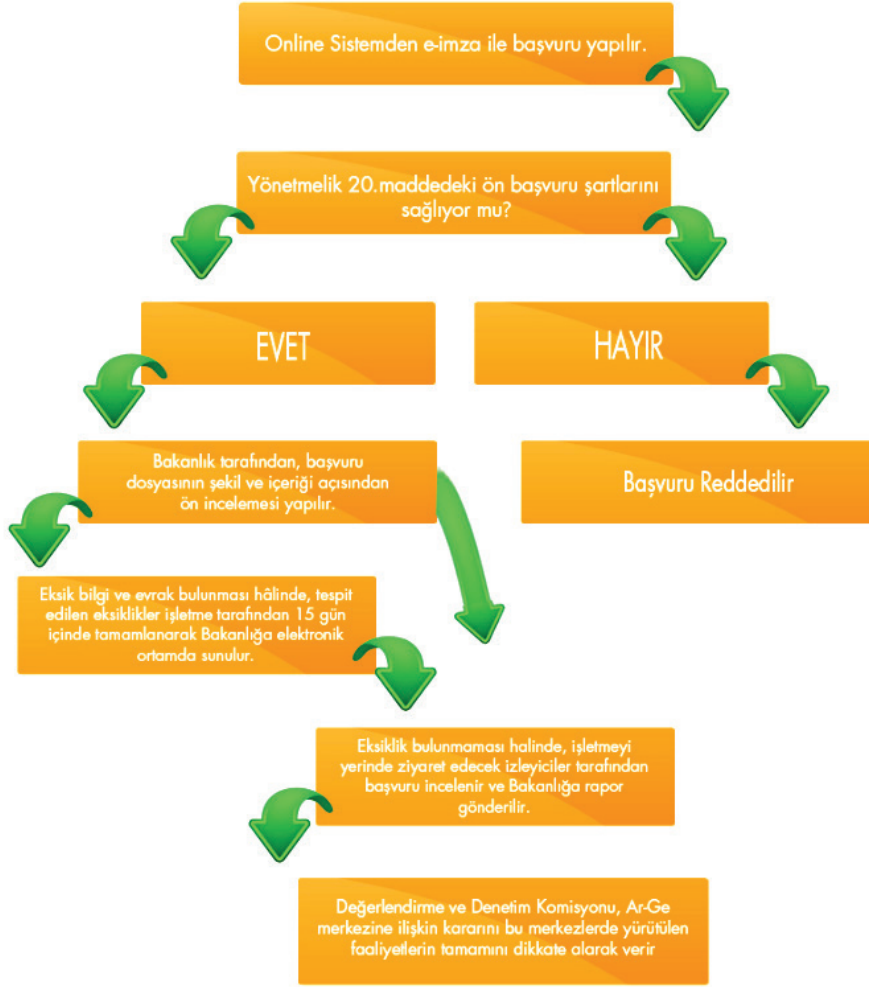 Online Sistemden e-imza ile başvuru yapılır.
Yönetmelik 20.maddedeki ön başvuru şartlarını
sağlıyor mu?
EVET
HAYIR
Bakanlık tarafından, başvuru
dosyasının şekil ve içeriği açısından
ön incelemesi yapılır.
Başvuru Reddedilir
Eksik bilgi ve evrak bulunması hâlinde, tespit
edilen eksiklikler işletme tarafından 15 gün
içinde tamamlanarak Bakanlığa elektronik
ortamda sunulur.
Eksiklik bulunmaması halinde, işletmeyi
yerinde ziyaret edecek izleyiciler tarafından
başvuru incelenir ve Bakanlığa rapor
gönderilir.
Değerlendirme ve Denetim Komisyonu, Ar-Ge
merkezine ilişkin kararını bu merkezlerde yürütülen
faaliyetlerin tamamını dikkate alarak verir